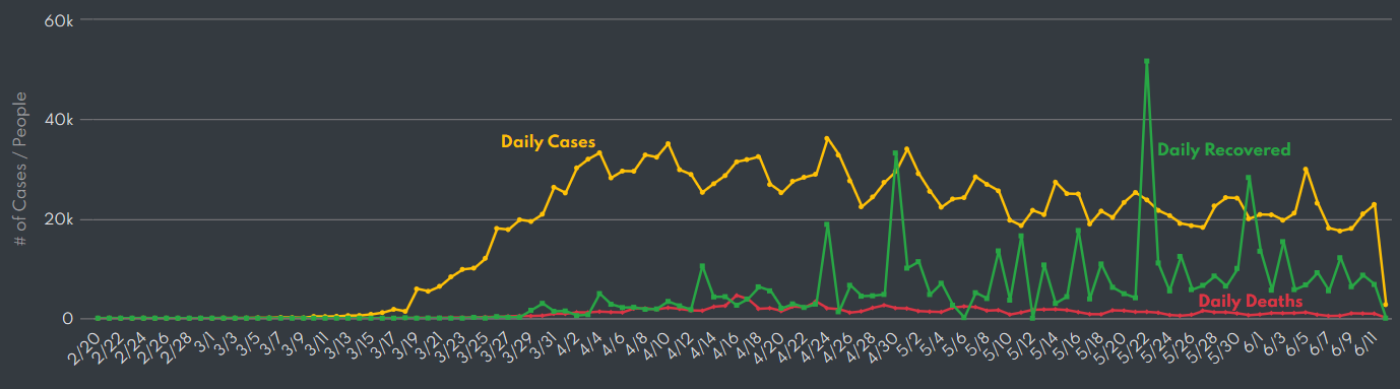 60k
40k
20k
0
# of Cases / People
Daily Cases
Daily Recovered
Daily Deaths
2/20 2/22 2/24 2/26 2/28 3/1 3/3 3/5 3/7 3/9 3/11 3/13 3/15 3/17 3/19 3/21 3/23 3/25 3/27 3/29 3/31 4/2 4/4 4/6 4/8 4/10 4/12 4/14 4/16 4/18 4/20 4/22 4/24 4/26 4/28 4/30 5/2 5/4 5/6 5/8 5/10 5/12 5/14 5/16 5/18 5/20 5/22 5/24 5/26 5/28 5/30 6/1 6/3 6/5 6/7 6/9 6/11